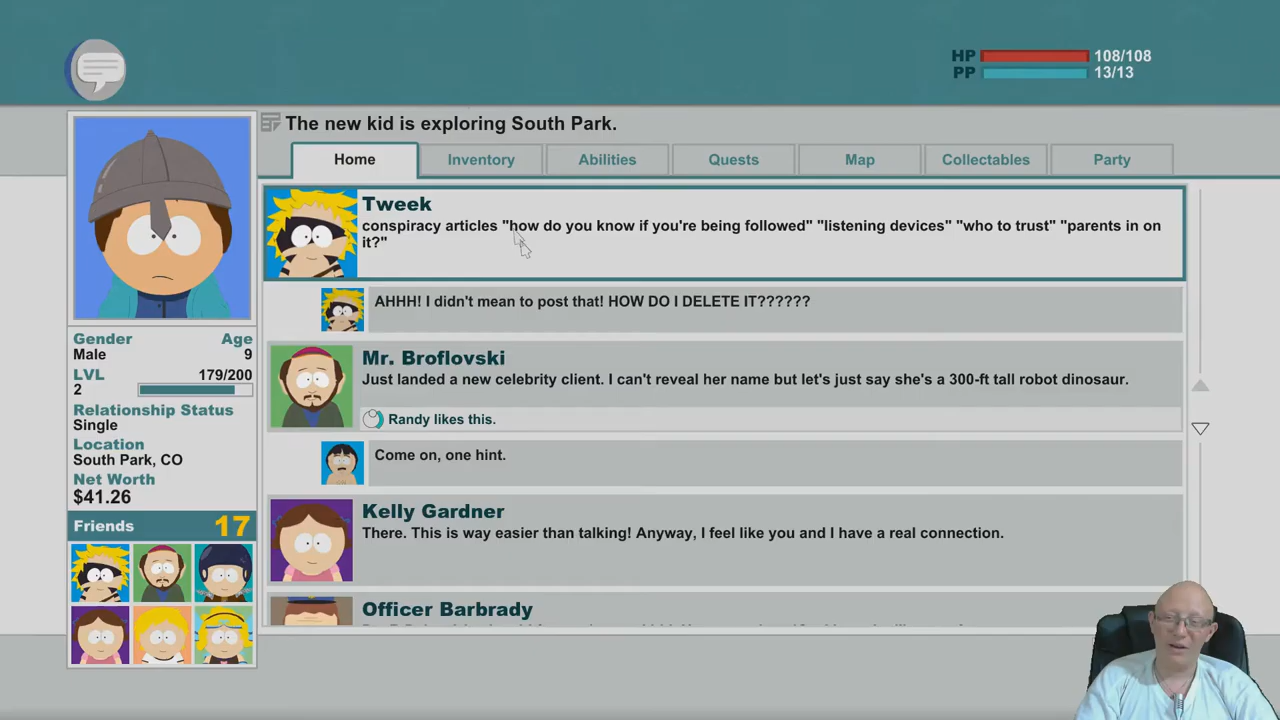 HP 108/108
PP 13/13
The new kid is exploring South Park.
Home Inventory Abilities Quests Map Collectables Party
Tweek
conspiracy articles "how do you know if you're being followed" "listening devices" "who to trust" "parents in on
it?"
AHHH! I didn't mean to post that! HOW DO I DELETE IT??????
Mr. Broflovski
Just landed a new celebrity client. I can't reveal her name but let's just say she's a 300-ft tall robot dinosaur.
Randy likes this.
Come on, one hint.
Kelly Gardner
There. This is way easier than talking! Anyway, I feel like you and I have a real connection.
Officer Barbrady
Gender Age
Male 9
LVL 179/200
2
Relationship Status
Single
Location
South Park, CO
Net Worth
$41.26
Friends 17